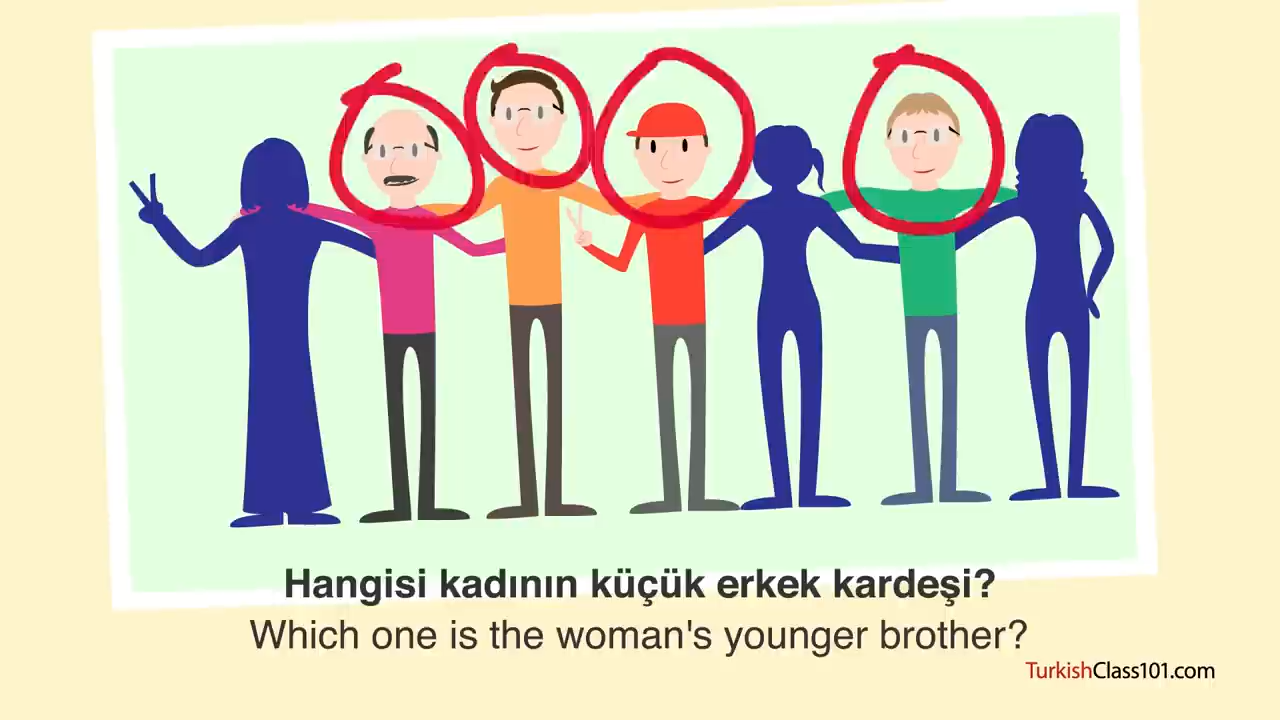 Hangisi kadının küçük erkek kardeşi?
Which one is the woman's younger brother?
TurkishClass101.com